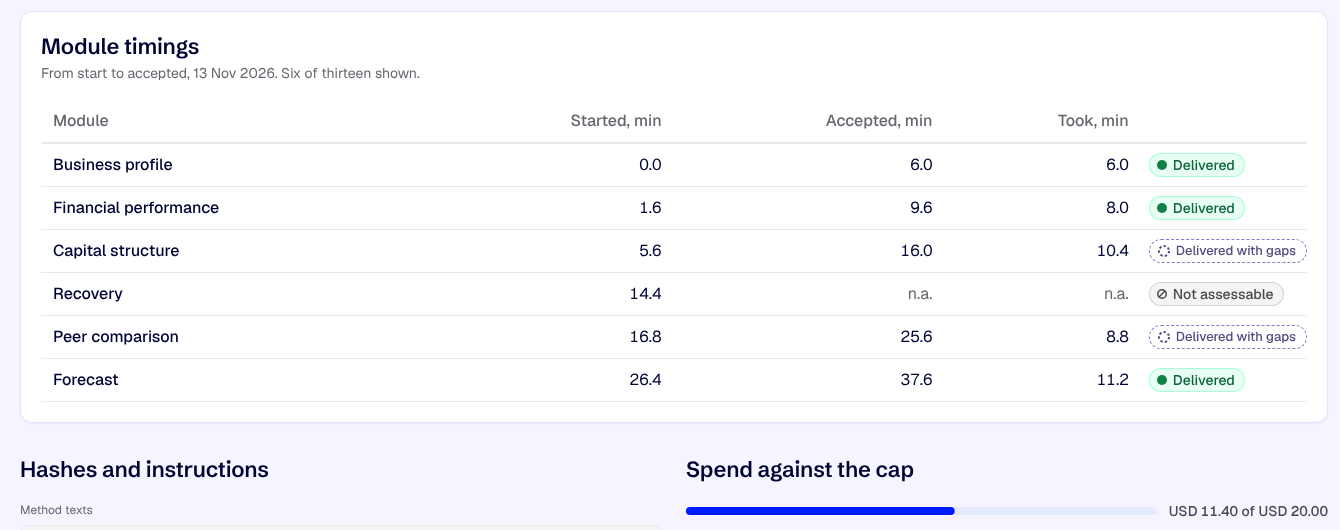 Module timings
From start to accepted, 13 Nov 2026. Six of thirteen shown.
Module Started, min Accepted, min Took, min
Business profile 0.0 6.0 6.0 Delivered
Financial performance 1.6 9.6 8.0 Delivered
Capital structure 5.6 16.0 10.4 Delivered with gaps
Recovery 14.4 n.a. n.a. Not assessable
Peer comparison 16.8 25.6 8.8 Delivered with gaps
Forecast 26.4 37.6 11.2 Delivered
Hashes and instructions
Method texts
Spend against the cap
USD 11.40 of USD 20.00